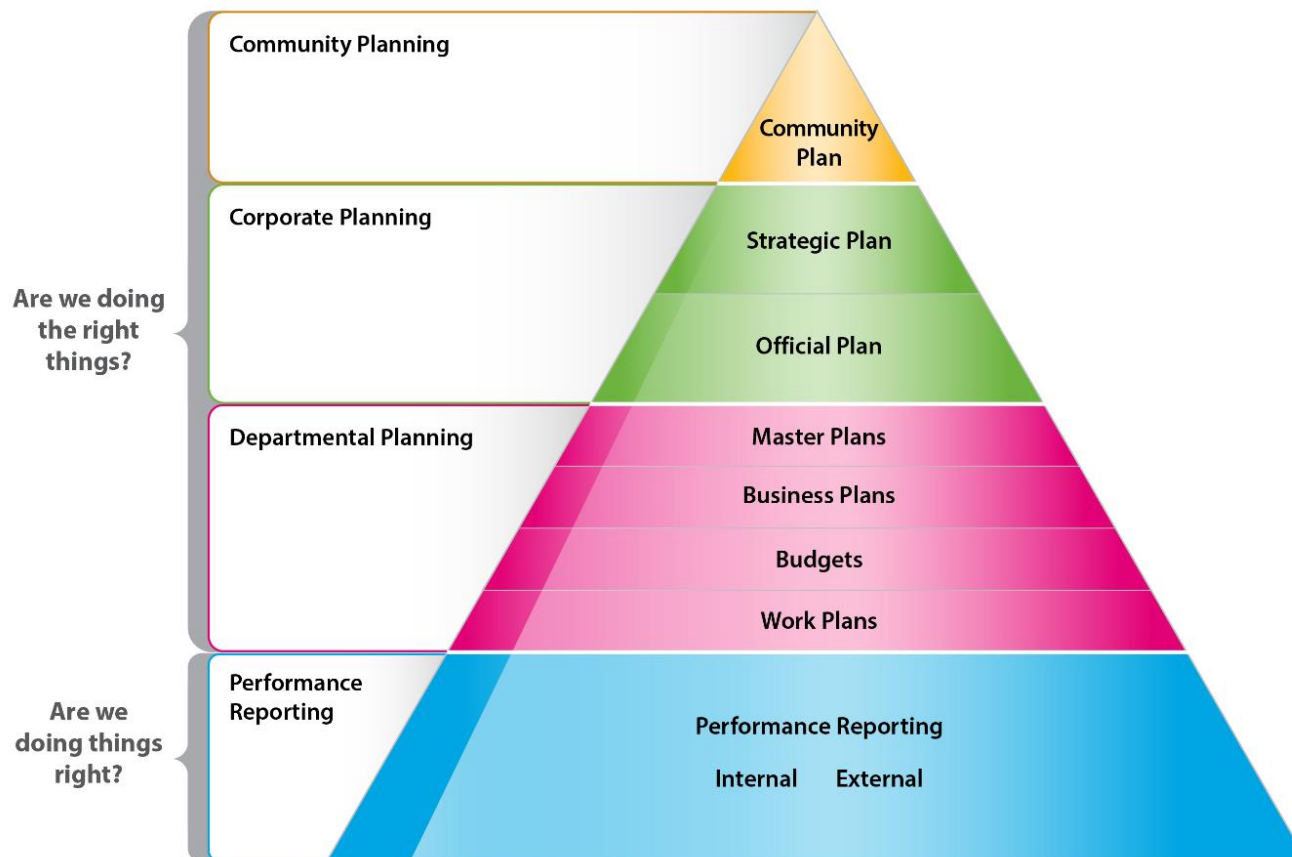 Community Planning
Community
Plan
Corporate Planning
Strategic Plan
Are we doing
the right
things?
Official Plan
Departmental Planning
Master Plans
Business Plans
Budgets
Work Plans
Performance
Reporting
Are we
doing things
right?
Performance Reporting
Internal External